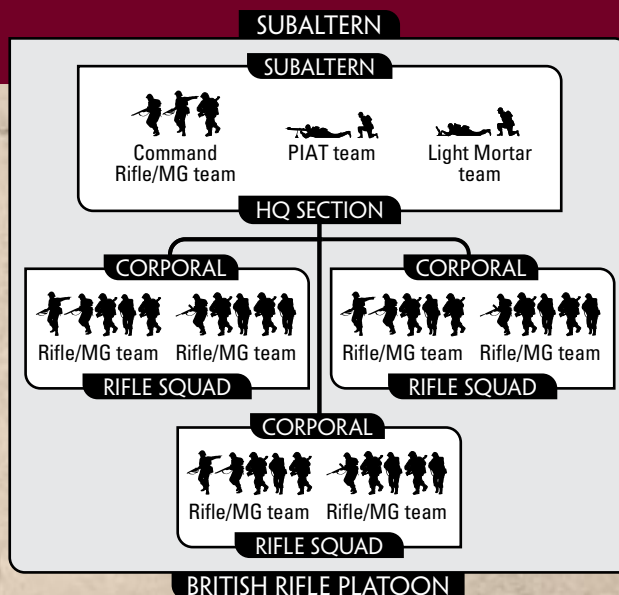 SUBALTERN
SUBALTERN
Command
Rifle/MG team
PIAT team
Light Mortar
team
HQ SECTION
CORPORAL
Rifle/MG team Rifle/MG team
RIFLE SQUAD
CORPORAL
Rifle/MG team Rifle/MG team
RIFLE SQUAD
CORPORAL
Rifle/MG team Rifle/MG team
RIFLE SQUAD
BRITISH RIFLE PLATOON